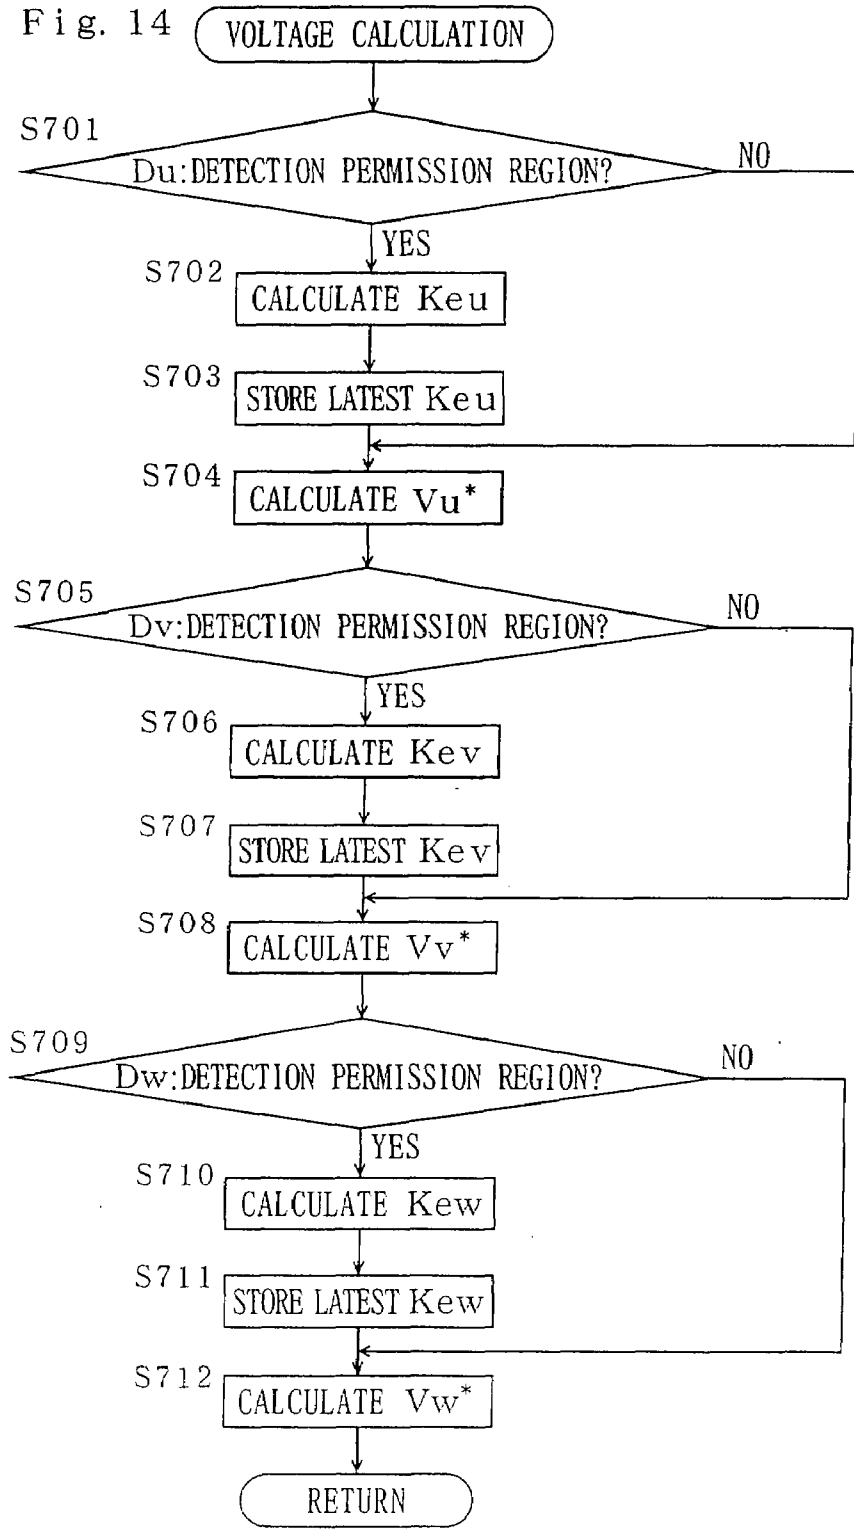 Fig. 14
VOLTAGE CALCULATION
S701
Du:DETECTION PERMISSION REGION?
NO
YES
S702
CALCULATE Keu
S703
STORE LATEST Keu
S704
CALCULATE Vu*
S705
Dv:DETECTION PERMISSION REGION?
NO
YES
S706
CALCULATE Kev
S707
STORE LATEST Kev
S708
CALCULATE Vv*
S709
Dw:DETECTION PERMISSION REGION?
NO
YES
S710
CALCULATE Kew
S711
STORE LATEST Kew
S712
CALCULATE Vw*
RETURN